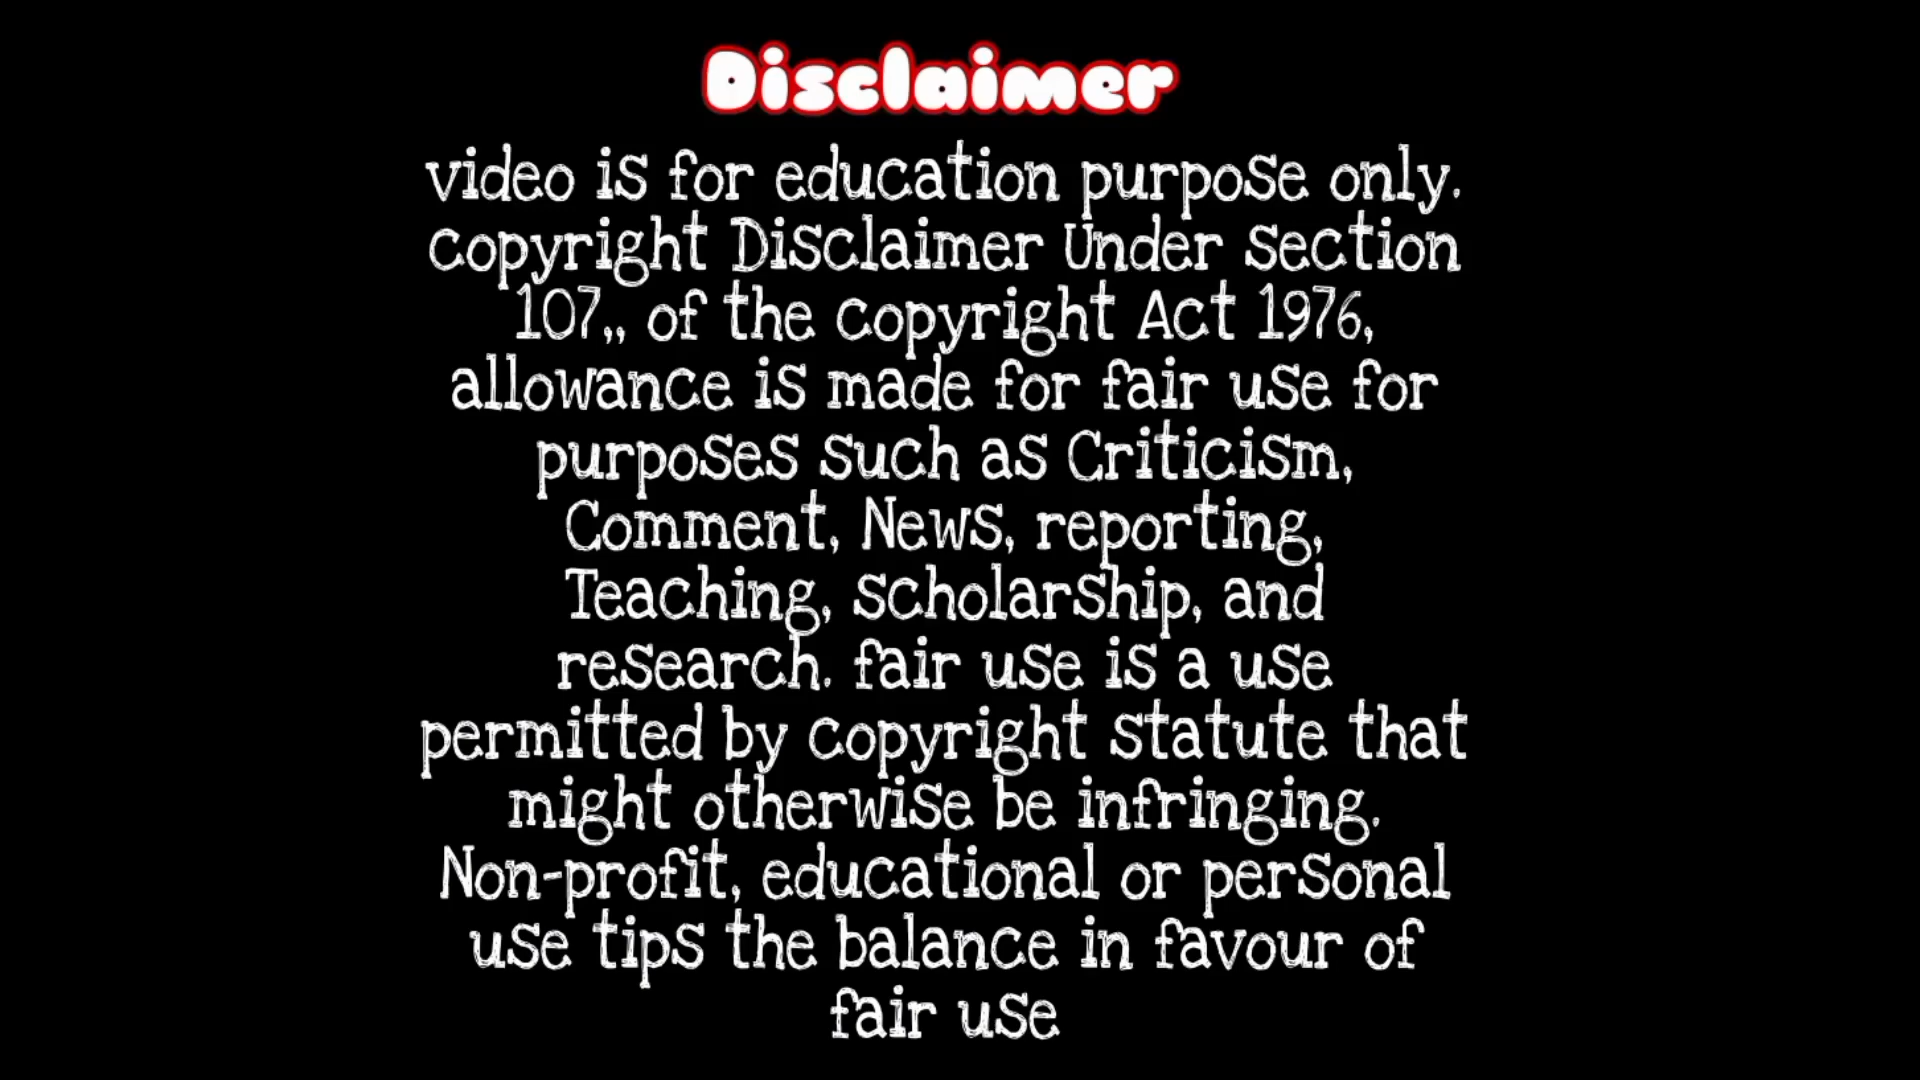 Disclaimer
video is for education purpose only.
copyright Disclaimer Under section
107,, of the copyright Act 1976,
allowance is made for fair use for
purposes such as Criticism,
Comment, News, reporting,
Teaching, scholarship, and
research. fair use is a use
permitted by copyright statute that
might otherwise be infringing.
Non-profit, educational or personal
use tips the balance in favour of
fair use